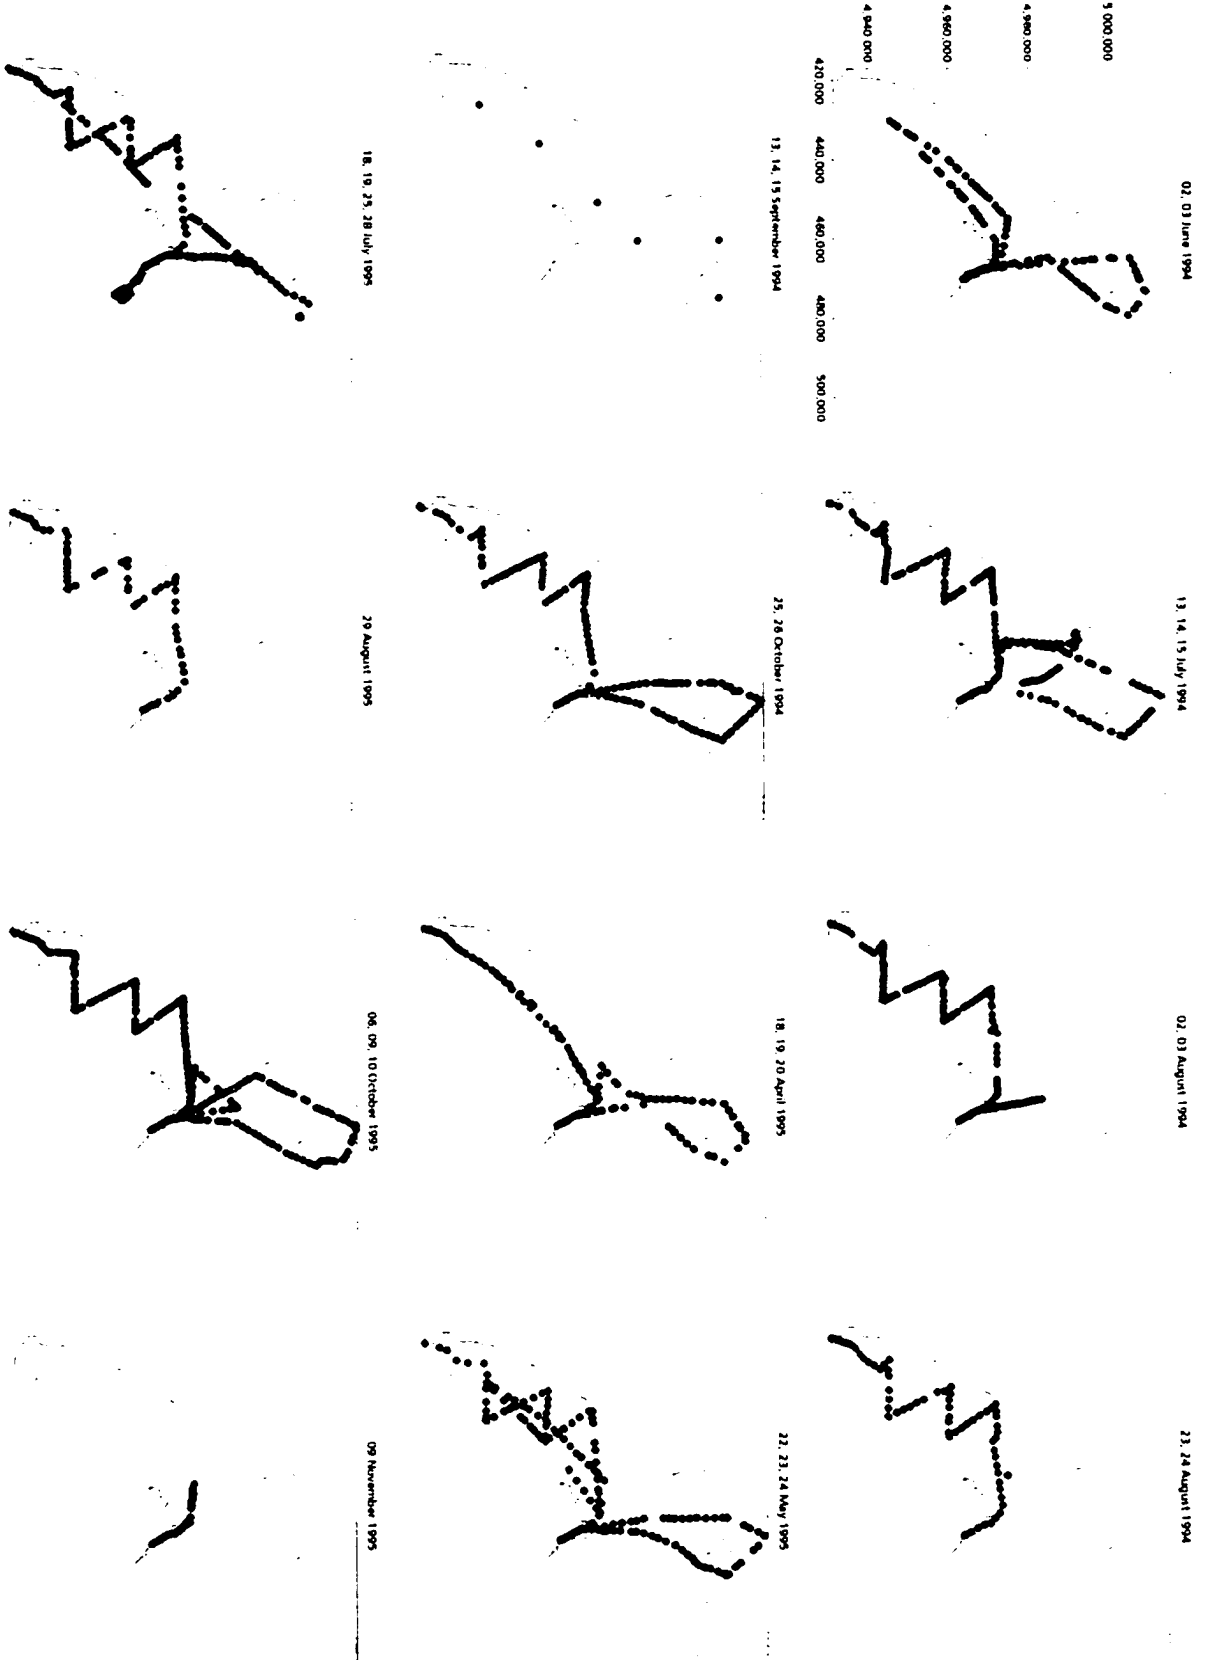 02, 03 June 1994
13, 14, 15 July 1994
02, 03 August 1994
23, 24 August 1994
5.000.000
4.980.000
4.960.000
4.940.000
420.000 440.000 460.000 480.000 500.000
13, 14, 15 September 1994
25, 26 October 1994
18, 19, 20 April 1995
22, 23, 24 May 1995
18, 19, 25, 28 July 1995
29 August 1995
06, 09, 10 October 1995
09 November 1995